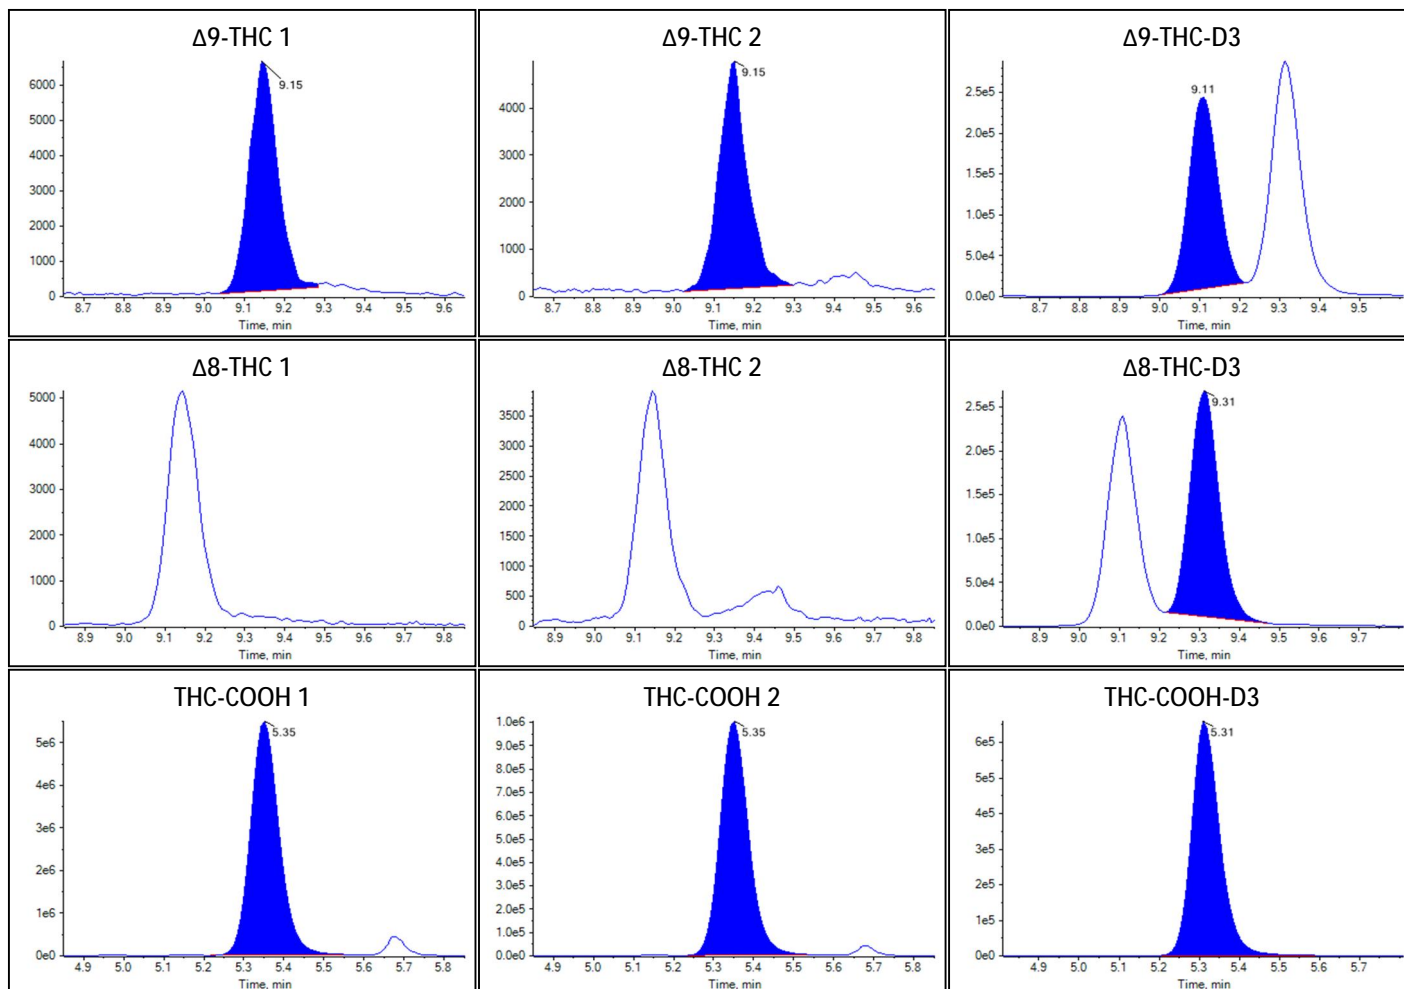 Δ9-THC 1
6000
5000
4000
3000
2000
1000
0
9.15
8.7 8.8 8.9 9.0 9.1 9.2 9.3 9.4 9.5 9.6
Time, min
Δ9-THC 2
4000
3000
2000
1000
0
9.15
8.7 8.8 8.9 9.0 9.1 9.2 9.3 9.4 9.5 9.6
Time, min
Δ9-THC-D3
2.5e5
2.0e5
1.5e5
1.0e5
5.0e4
0.0e0
9.11
8.7 8.8 8.9 9.0 9.1 9.2 9.3 9.4 9.5
Time, min
Δ8-THC 1
5000
4000
3000
2000
1000
0
8.9 9.0 9.1 9.2 9.3 9.4 9.5 9.6 9.7 9.8
Time, min
Δ8-THC 2
3500
3000
2500
2000
1500
1000
500
0
8.9 9.0 9.1 9.2 9.3 9.4 9.5 9.6 9.7 9.8
Time, min
Δ8-THC-D3
2.5e5
2.0e5
1.5e5
1.0e5
5.0e4
0.0e0
9.31
8.9 9.0 9.1 9.2 9.3 9.4 9.5 9.6 9.7
Time, min
THC-COOH 1
5e6
4e6
3e6
2e6
1e6
0e0
5.35
4.9 5.0 5.1 5.2 5.3 5.4 5.5 5.6 5.7 5.8
Time, min
THC-COOH 2
1.0e6
9.0e5
8.0e5
7.0e5
6.0e5
5.0e5
4.0e5
3.0e5
2.0e5
1.0e5
0.0e0
5.35
4.9 5.0 5.1 5.2 5.3 5.4 5.5 5.6 5.7 5.8
Time, min
THC-COOH-D3
6e5
5e5
4e5
3e5
2e5
1e5
0e0
5.31
4.9 5.0 5.1 5.2 5.3 5.4 5.5 5.6 5.7
Time, min